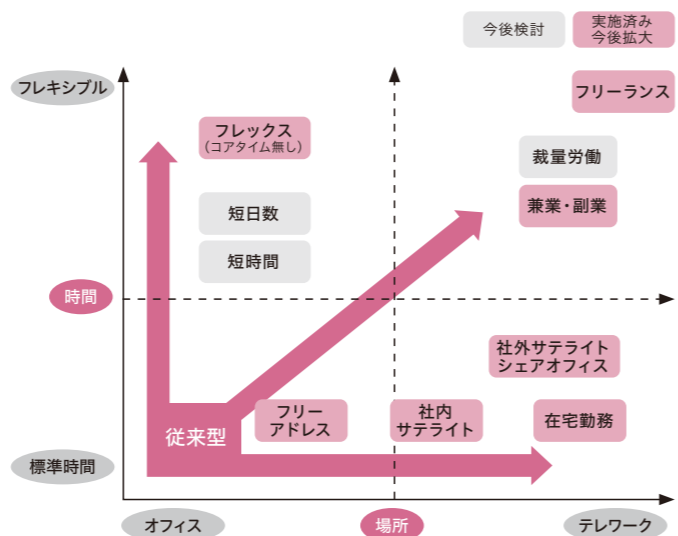 今後検討
実施済み
今後拡大
フレキシブル
フリーランス
フレックス
(コアタイム無し)
裁量労働
短日数
兼業・副業
短時間
時間
社外サテライト
シェアオフィス
フリー
アドレス
社内
サテライト
在宅勤務
従来型
標準時間
オフィス
場所
テレワーク